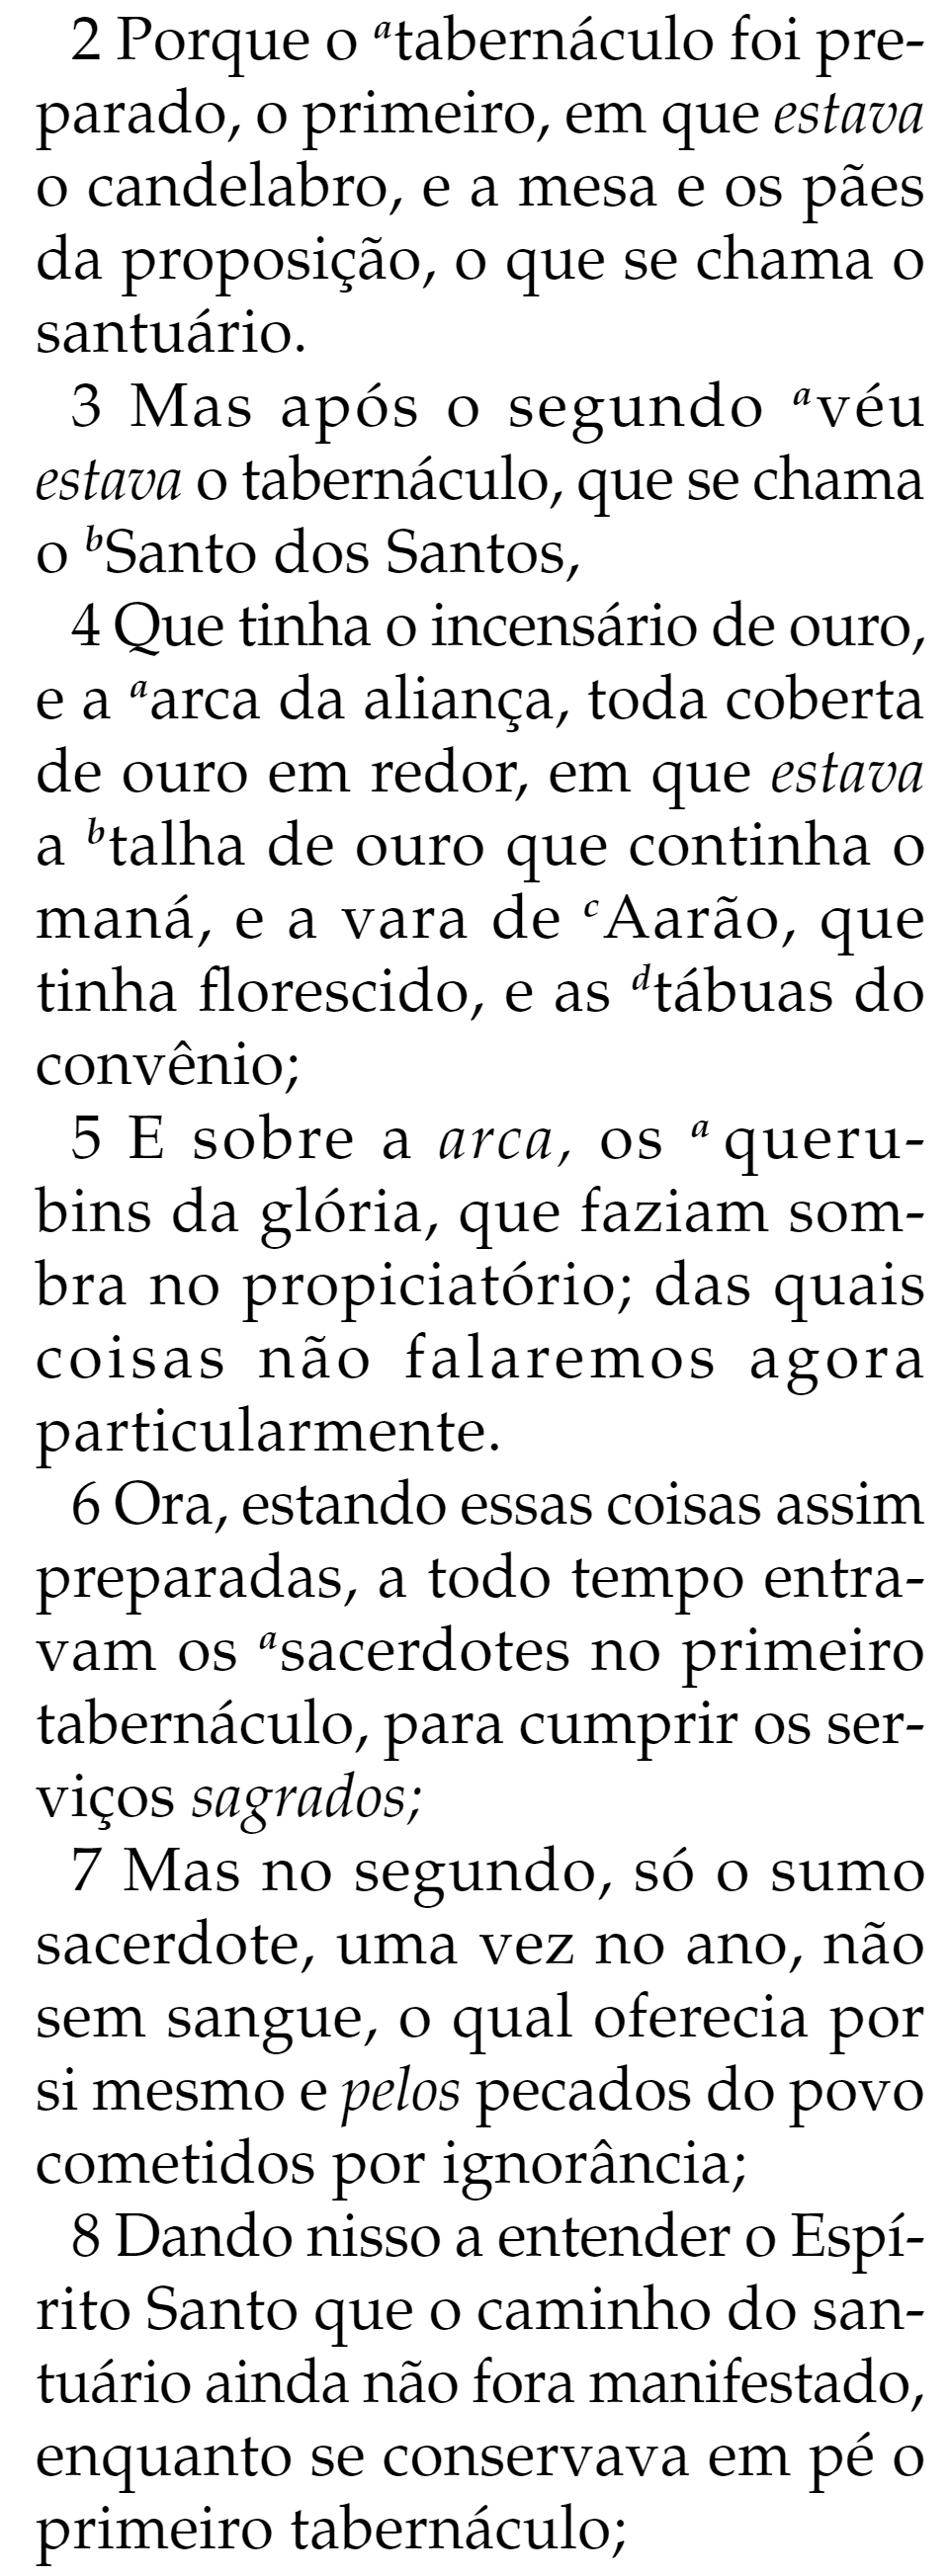 2 Porque o ᵃtabernáculo foi pre-
parado, o primeiro, em que estava
o candelabro, e a mesa e os pães
da proposição, o que se chama o
santuário.
3 Mas após o segundo ᵃvéu
estava o tabernáculo, que se chama
o ᵇSanto dos Santos,
4 Que tinha o incensário de ouro,
e a ᵃarca da aliança, toda coberta
de ouro em redor, em que estava
a ᵇtalha de ouro que continha o
maná, e a vara de ᶜAarão, que
tinha florescido, e as ᵈtábuas do
convênio;
5 E sobre a arca, os ᵃqueru-
bins da glória, que faziam som-
bra no propiciatório; das quais
coisas não falaremos agora
particularmente.
6 Ora, estando essas coisas assim
preparadas, a todo tempo entra-
vam os ᵃsacerdotes no primeiro
tabernáculo, para cumprir os ser-
viços sagrados;
7 Mas no segundo, só o sumo
sacerdote, uma vez no ano, não
sem sangue, o qual oferecia por
si mesmo e pelos pecados do povo
cometidos por ignorância;
8 Dando nisso a entender o Espí-
rito Santo que o caminho do san-
tuário ainda não fora manifestado,
enquanto se conservava em pé o
primeiro tabernáculo;